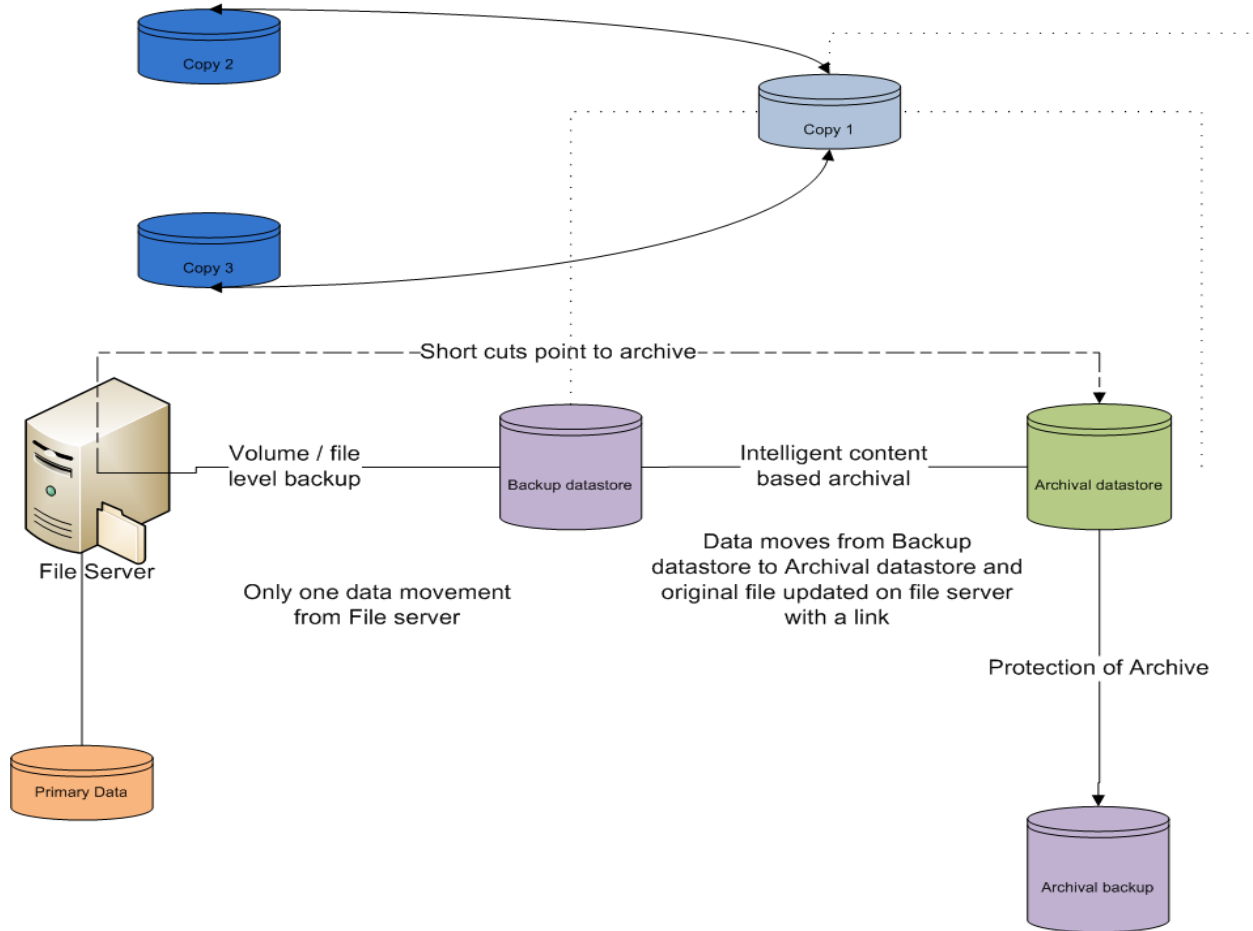 Copy 2
Copy 1
Copy 3
Short cuts point to archive
Volume / file
level backup
Backup datastore
Intelligent content
based archival
Archival datastore
File Server
Only one data movement
from File server
Data moves from Backup
datastore to Archival datastore and
original file updated on file server
with a link
Protection of Archive
Primary Data
Archival backup